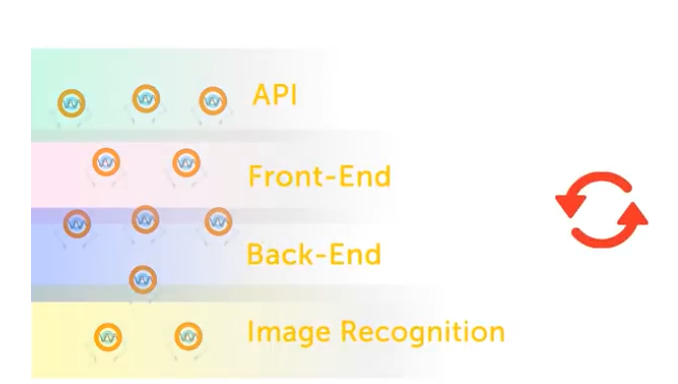 API
Front-End
Back-End
Image Recognition